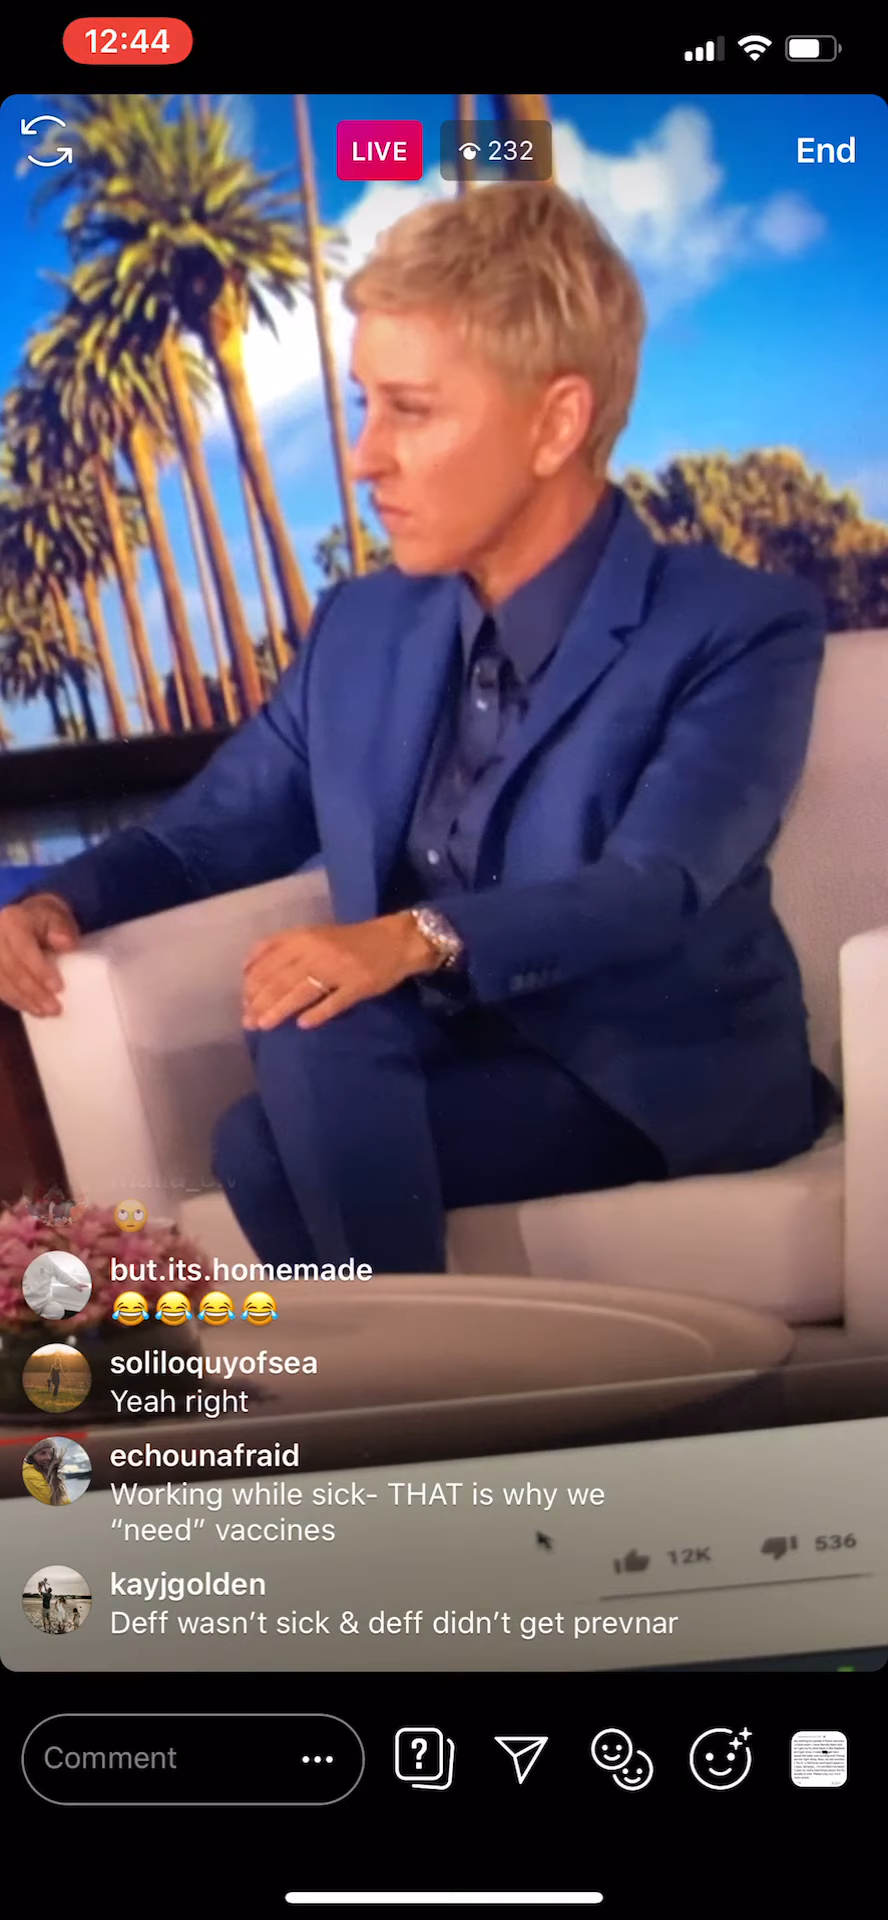 12:44
LIVE 232 End
but.its.homemade
😂😂😂😂
soliloquyofsea
Yeah right
echounafraid
Working while sick- THAT is why we
“need” vaccines
12K 536
kayjgolden
Deff wasn’t sick & deff didn’t get prevnar
Comment